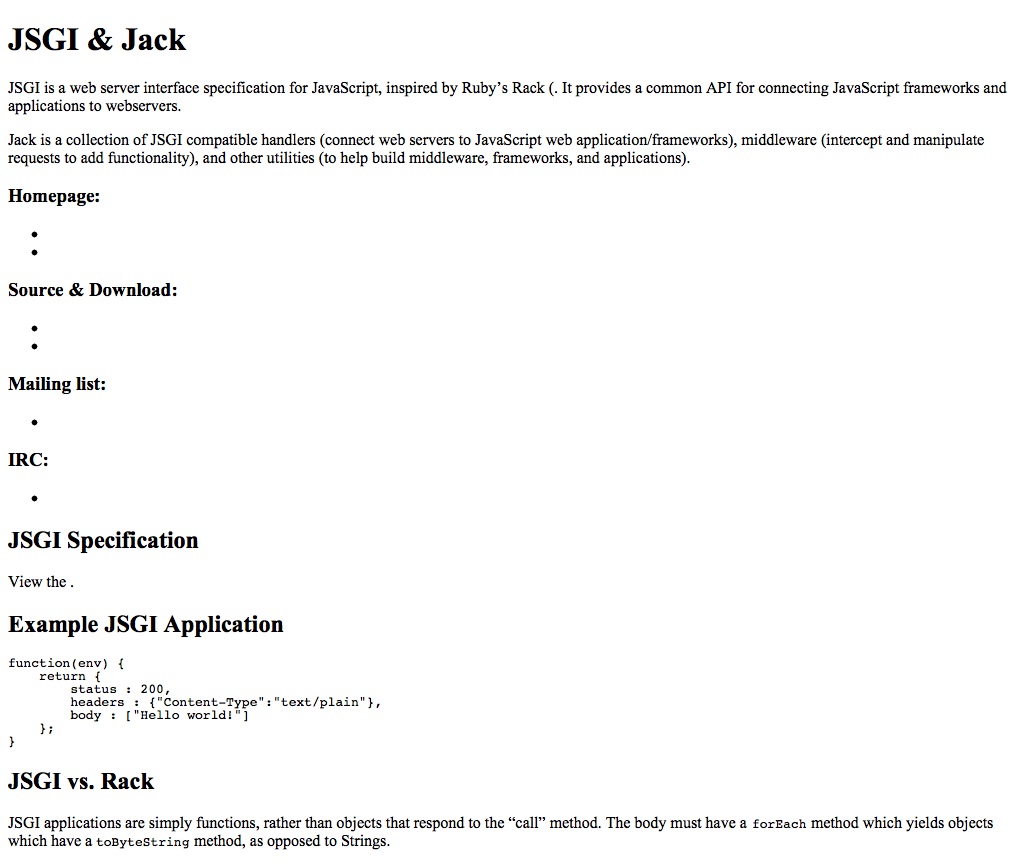 JSGI & Jack
JSGI is a web server interface specification for JavaScript, inspired by Ruby’s Rack (. It provides a common API for connecting JavaScript frameworks and
applications to webservers.
Jack is a collection of JSGI compatible handlers (connect web servers to JavaScript web application/frameworks), middleware (intercept and manipulate
requests to add functionality), and other utilities (to help build middleware, frameworks, and applications).
Homepage:
•
•
Source & Download:
•
•
Mailing list:
•
IRC:
•
JSGI Specification
View the .
Example JSGI Application
function(env) {
    return {
        status : 200,
        headers : {"Content-Type":"text/plain"},
        body : ["Hello world!"]
    };
}
JSGI vs. Rack
JSGI applications are simply functions, rather than objects that respond to the “call” method. The body must have a forEach method which yields objects
which have a toByteString method, as opposed to Strings.